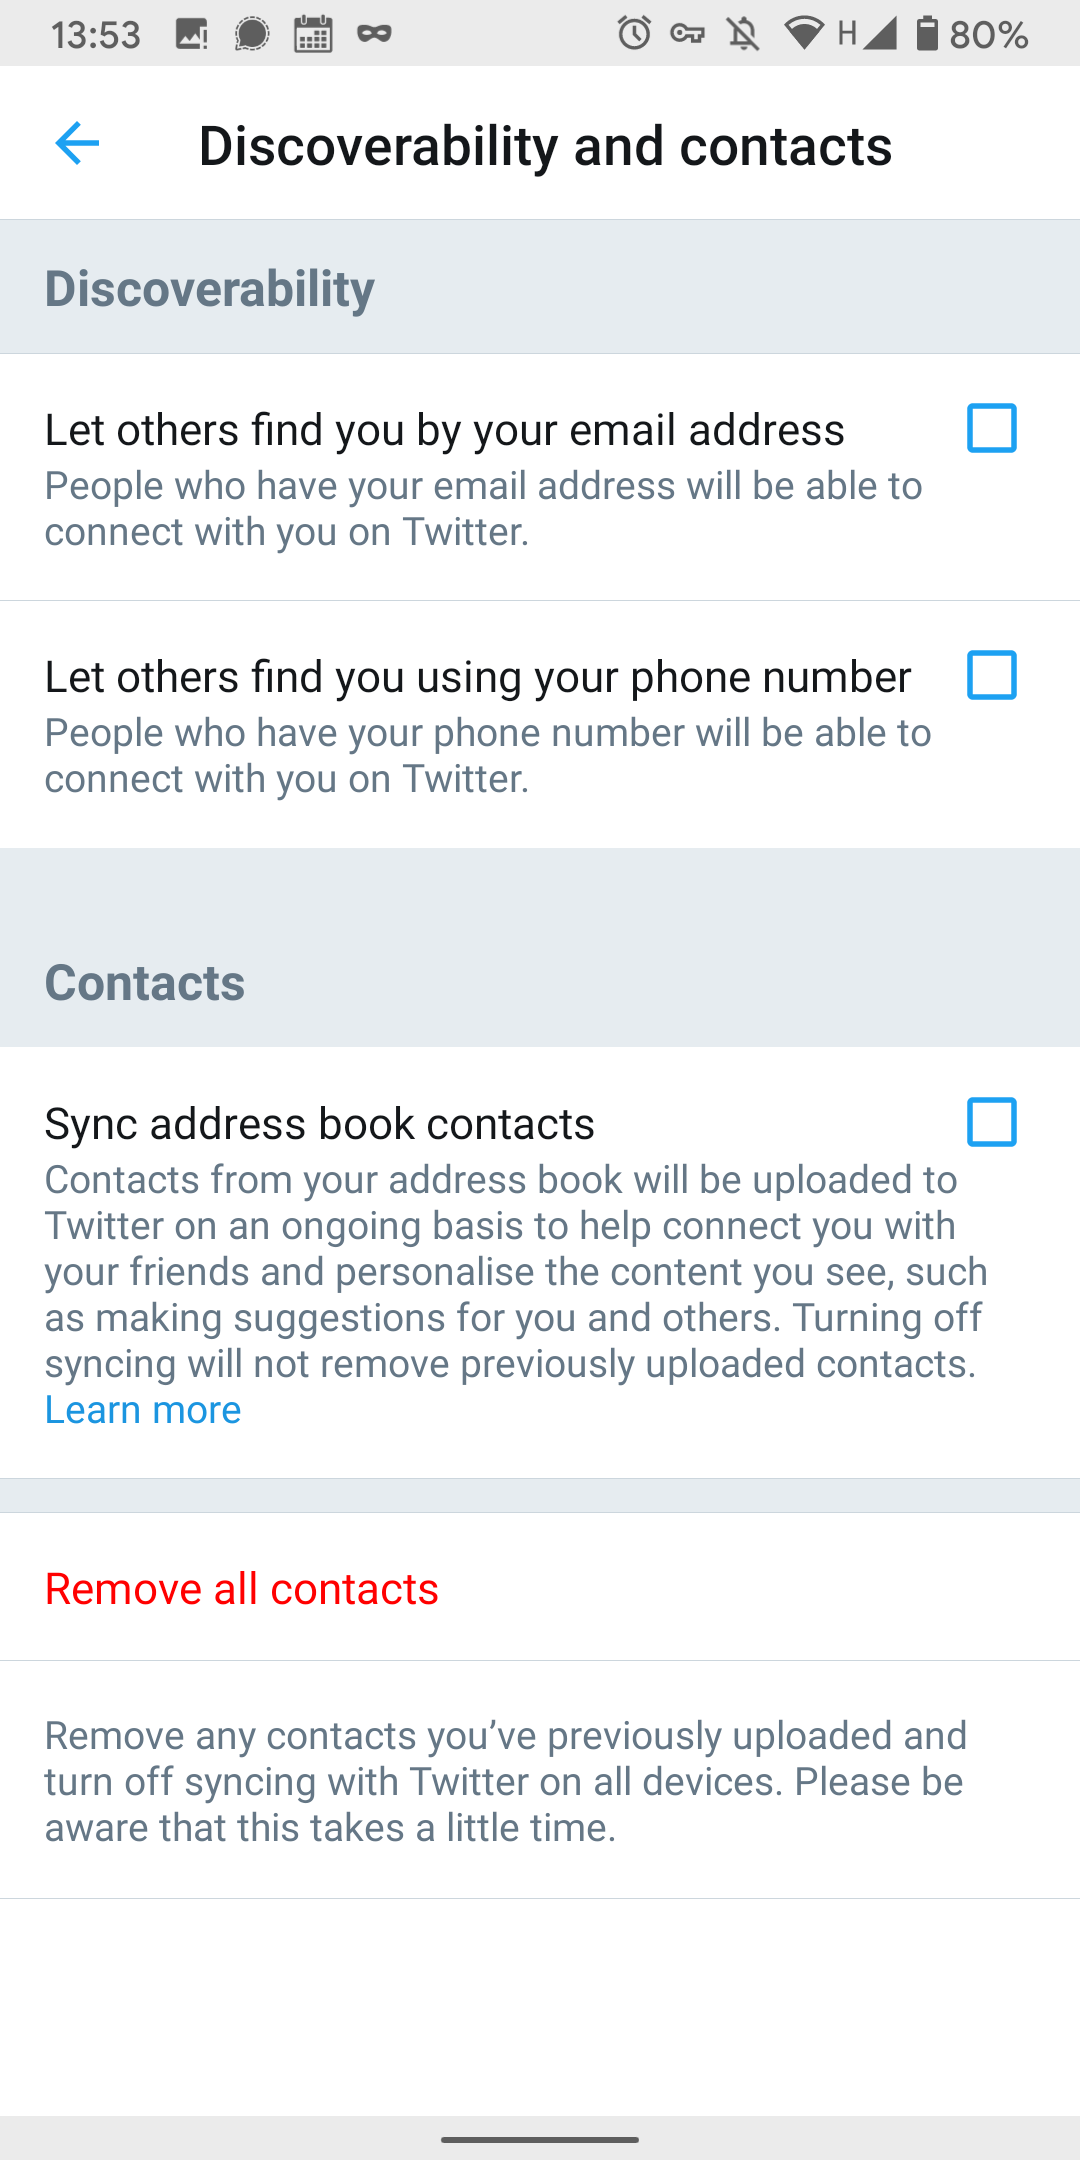 13:53
H
80%
Discoverability and contacts
Discoverability
Let others find you by your email address
People who have your email address will be able to
connect with you on Twitter.
Let others find you using your phone number
People who have your phone number will be able to
connect with you on Twitter.
Contacts
Sync address book contacts
Contacts from your address book will be uploaded to
Twitter on an ongoing basis to help connect you with
your friends and personalise the content you see, such
as making suggestions for you and others. Turning off
syncing will not remove previously uploaded contacts.
Learn more
Remove all contacts
Remove any contacts you’ve previously uploaded and
turn off syncing with Twitter on all devices. Please be
aware that this takes a little time.